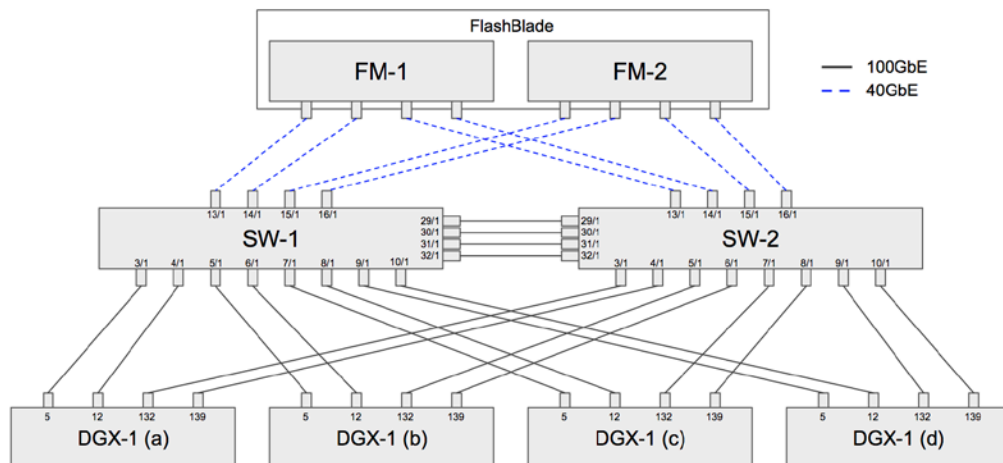 FlashBlade
FM-1 FM-2
100GbE
40GbE
13/1 14/1 15/1 16/1 13/1 14/1 15/1 16/1
SW-1 SW-2
29/1 29/1
30/1 30/1
31/1 31/1
32/1 32/1
3/1 4/1 5/1 6/1 7/1 8/1 9/1 10/1 3/1 4/1 5/1 6/1 7/1 8/1 9/1 10/1
5 12 132 139 5 12 132 139 5 12 132 139 5 12 132 139
DGX-1 (a) DGX-1 (b) DGX-1 (c) DGX-1 (d)